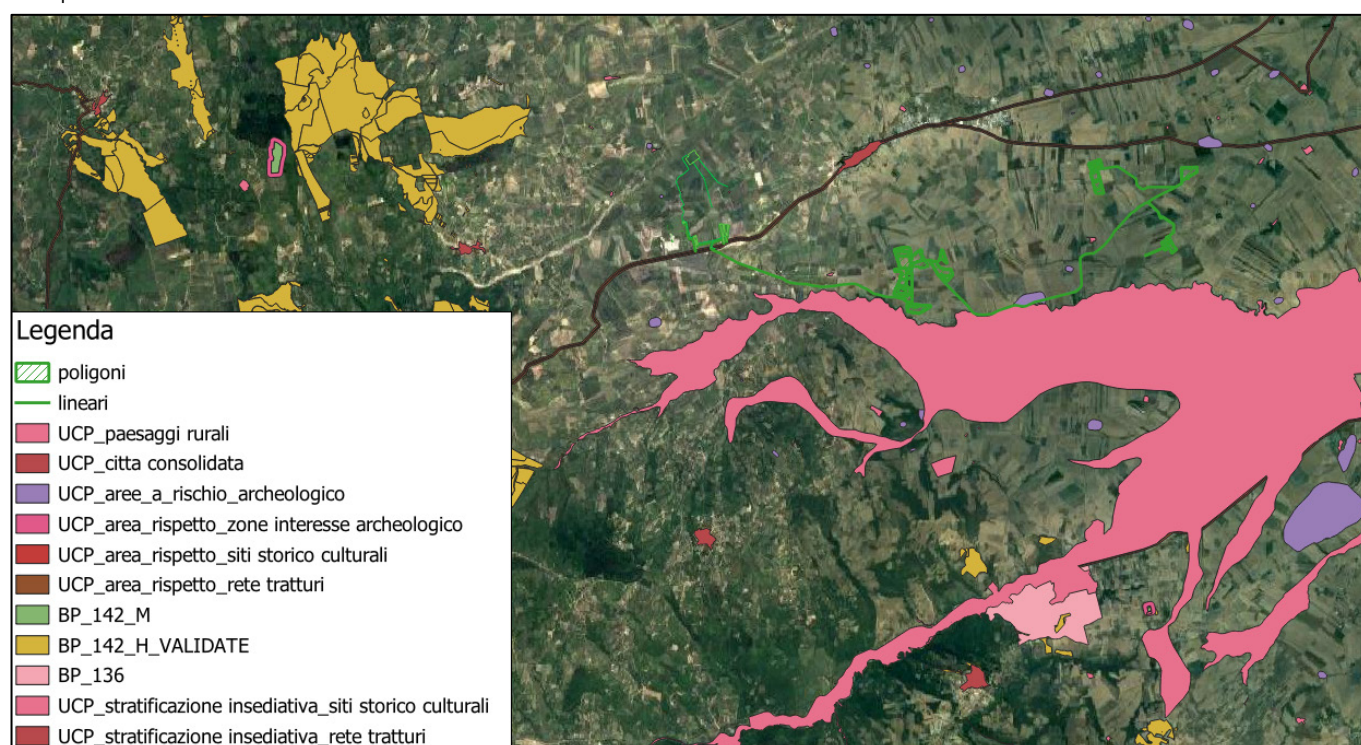 Legenda
poligoni
lineari
UCP_paesaggi rurali
UCP_citta consolidata
UCP_aree_a_rischio_archeologico
UCP_area_rispetto_zone interesse archeologico
UCP_area_rispetto_siti storico culturali
UCP_area_rispetto_rete tratturi
BP_142_M
BP_142_H_VALIDATE
BP_136
UCP_stratificazione insediativa_siti storico culturali
UCP_stratificazione insediativa_rete tratturi